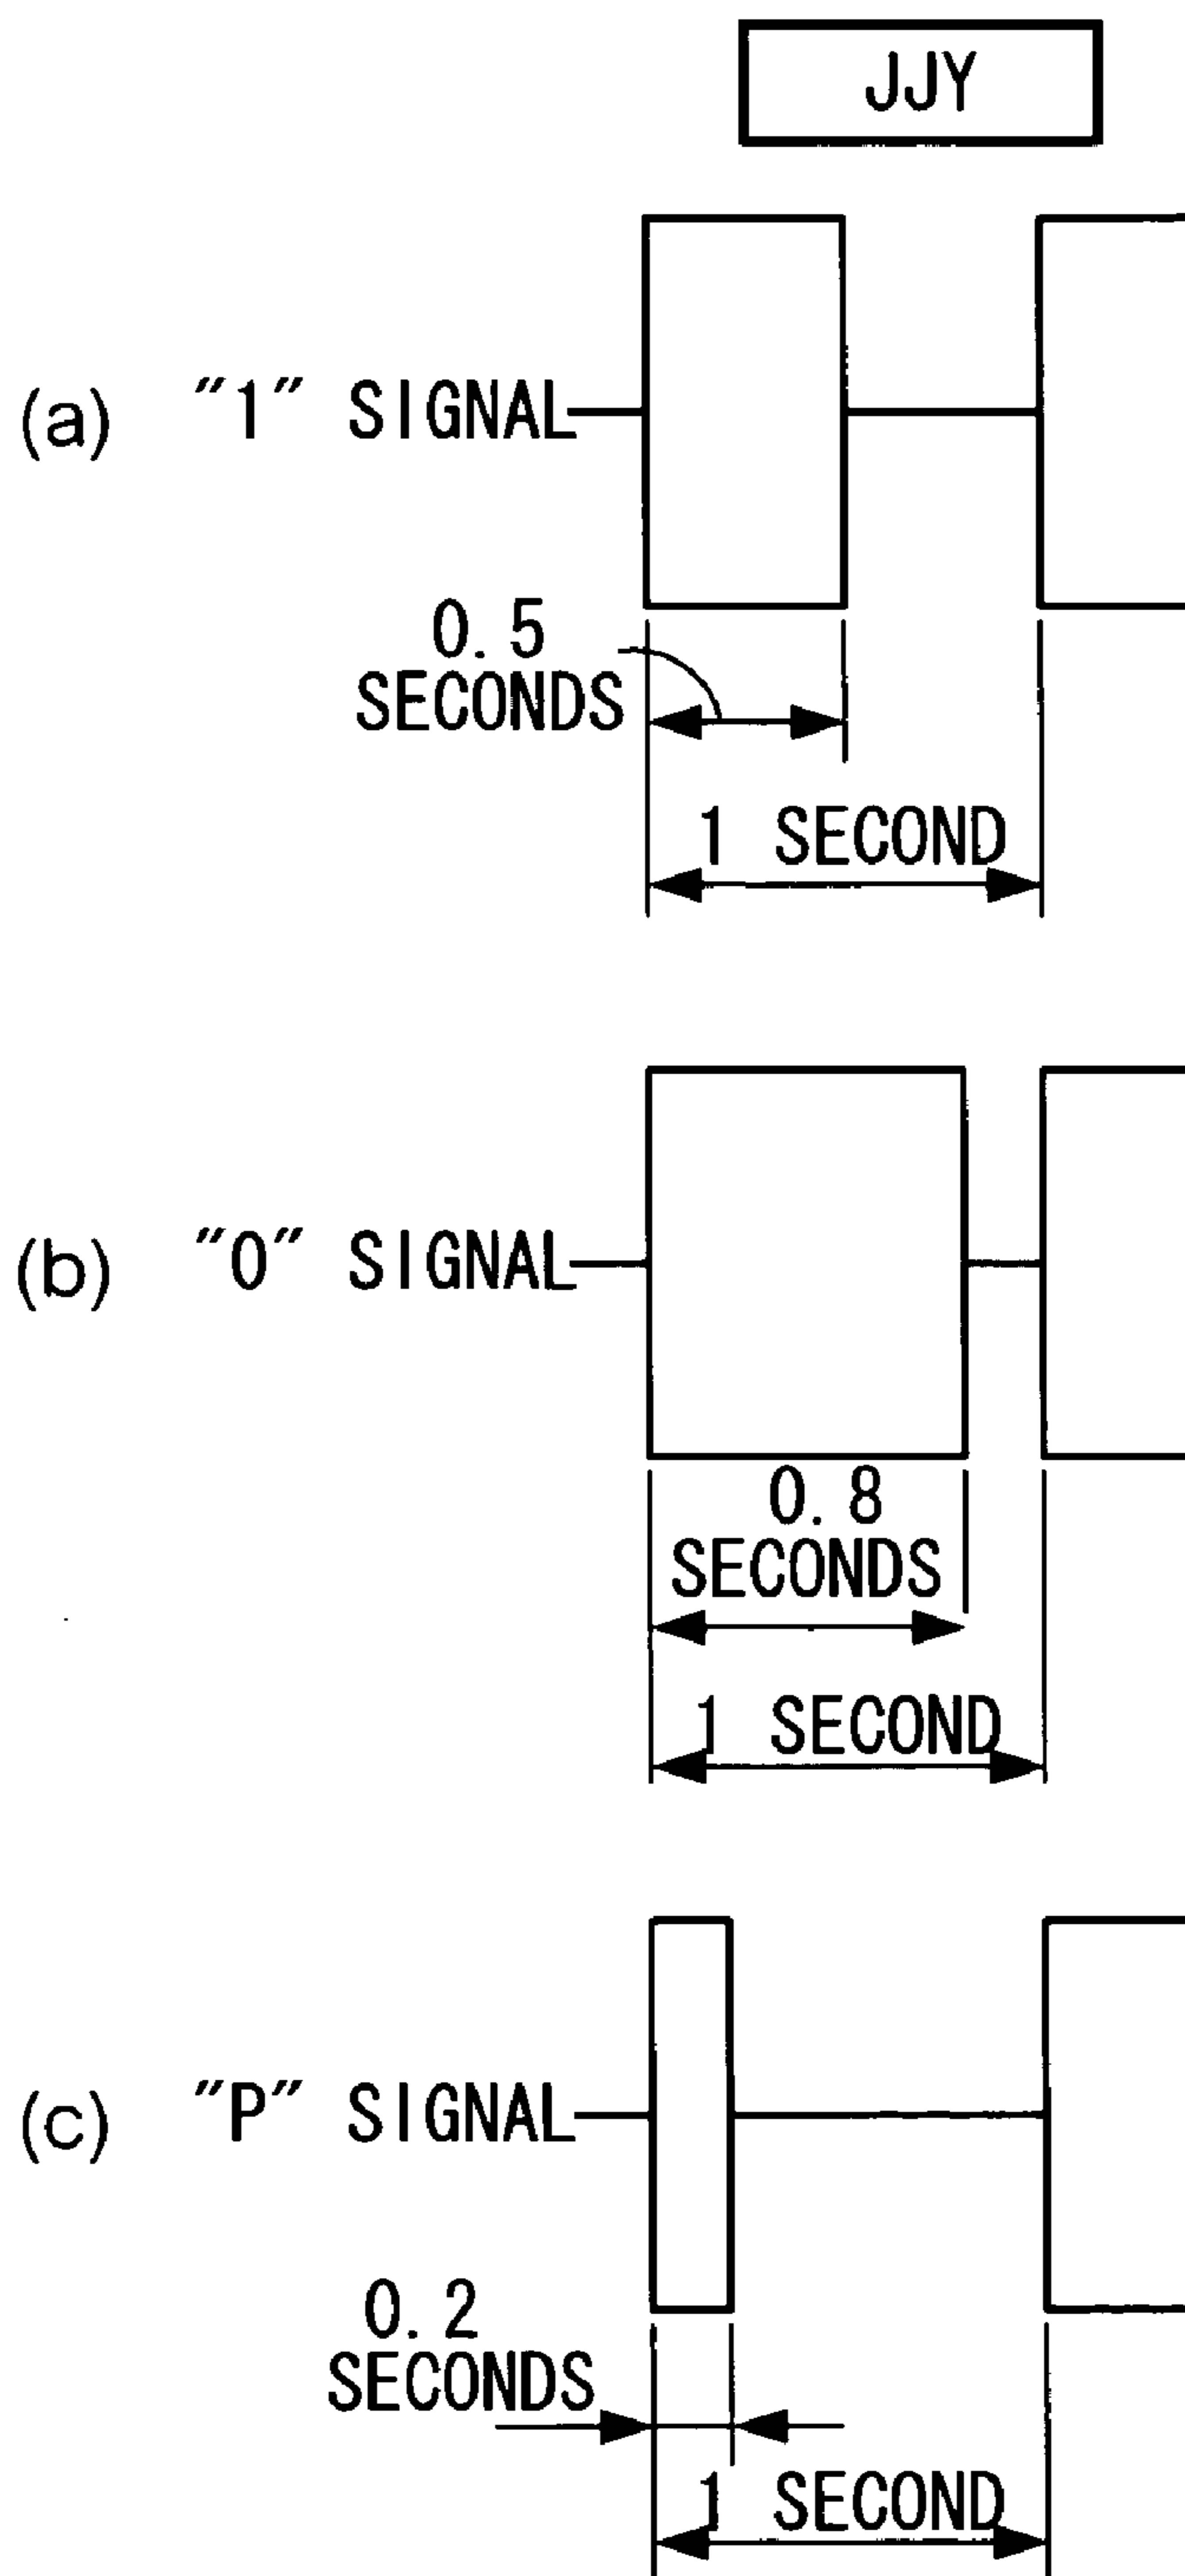 JJY
(a) "1" SIGNAL
0.5
SECONDS
1 SECOND
(b) "0" SIGNAL
0.8
SECONDS
1 SECOND
(c) "P" SIGNAL
0.2
SECONDS
1 SECOND